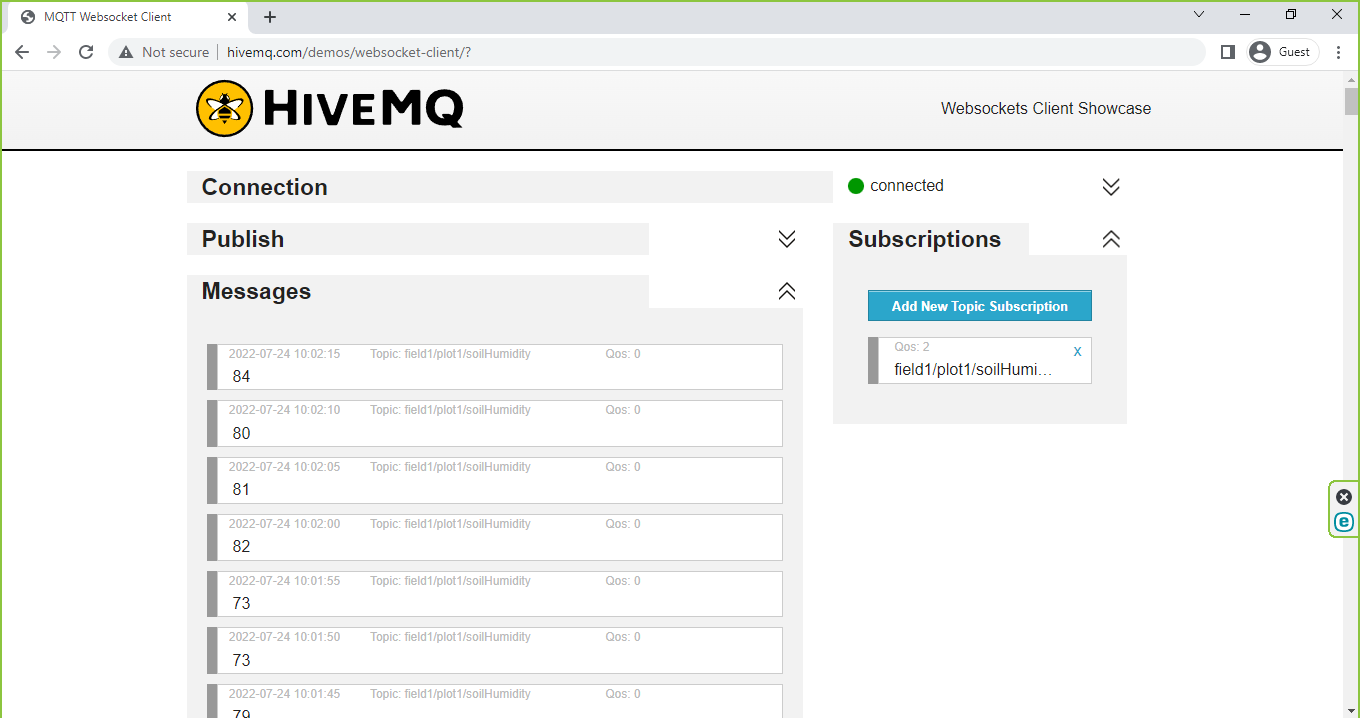 MQTT Websocket Client
Not secure
hivemq.com/demos/websocket-client/?
Guest
HIVEMQ
Websockets Client Showcase
Connection
connected
Publish
Subscriptions
Messages
Add New Topic Subscription
Qos: 2
X
field1/plot1/soilHumi…
2022-07-24 10:02:15 Topic: field1/plot1/soilHumidity Qos: 0
84
2022-07-24 10:02:10 Topic: field1/plot1/soilHumidity Qos: 0
80
2022-07-24 10:02:05 Topic: field1/plot1/soilHumidity Qos: 0
81
2022-07-24 10:02:00 Topic: field1/plot1/soilHumidity Qos: 0
82
2022-07-24 10:01:55 Topic: field1/plot1/soilHumidity Qos: 0
73
2022-07-24 10:01:50 Topic: field1/plot1/soilHumidity Qos: 0
73
2022-07-24 10:01:45 Topic: field1/plot1/soilHumidity Qos: 0
79
e